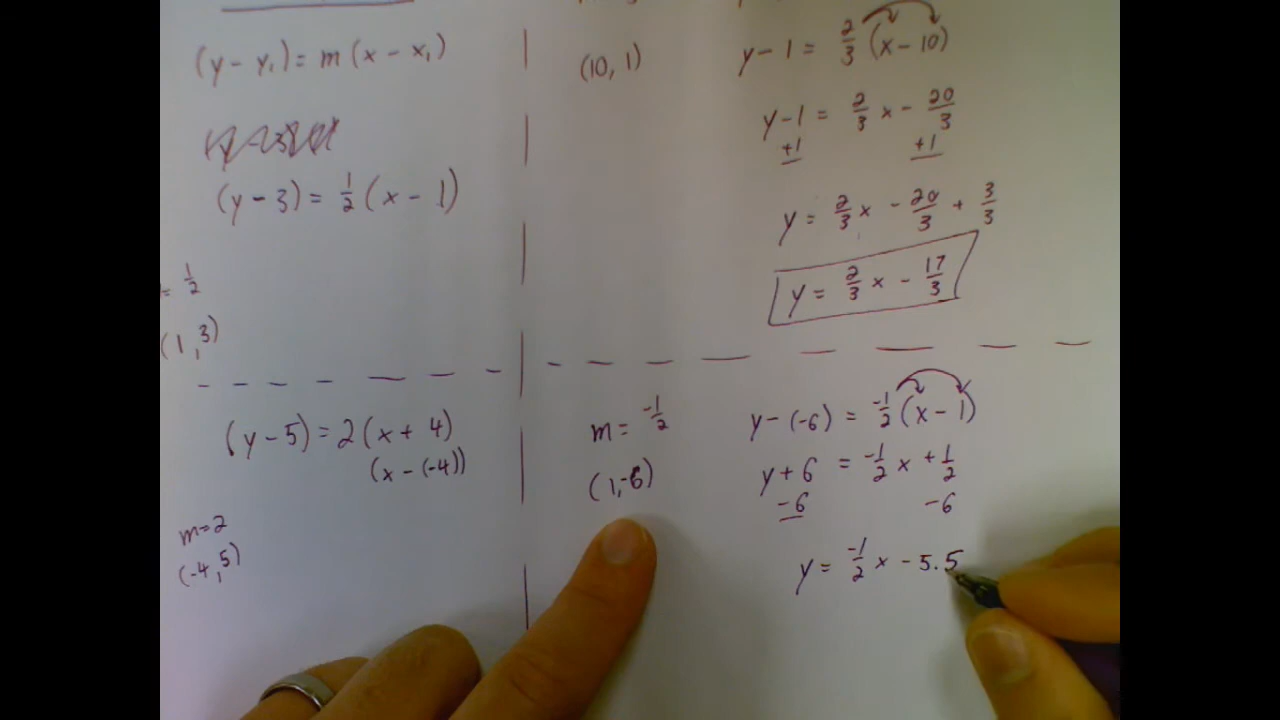 (y - y₁) = m(x - x₁)
(y - 3) = 1/2 (x - 1)
= 1/2
(1, 3)
(y - 5) = 2(x + 4)
(x - (-4))
m = 2
(-4, 5)
(10, 1)
y - 1 = 2/3 (x - 10)
y - 1 = 2/3 x - 20/3
+1 +1
y = 2/3 x - 20/3 + 3/3
y = 2/3 x - 17/3
m = -1/2
(1, -6)
y - (-6) = -1/2 (x - 1)
y + 6 = -1/2 x + 1/2
-6 -6
y = -1/2 x - 5.5